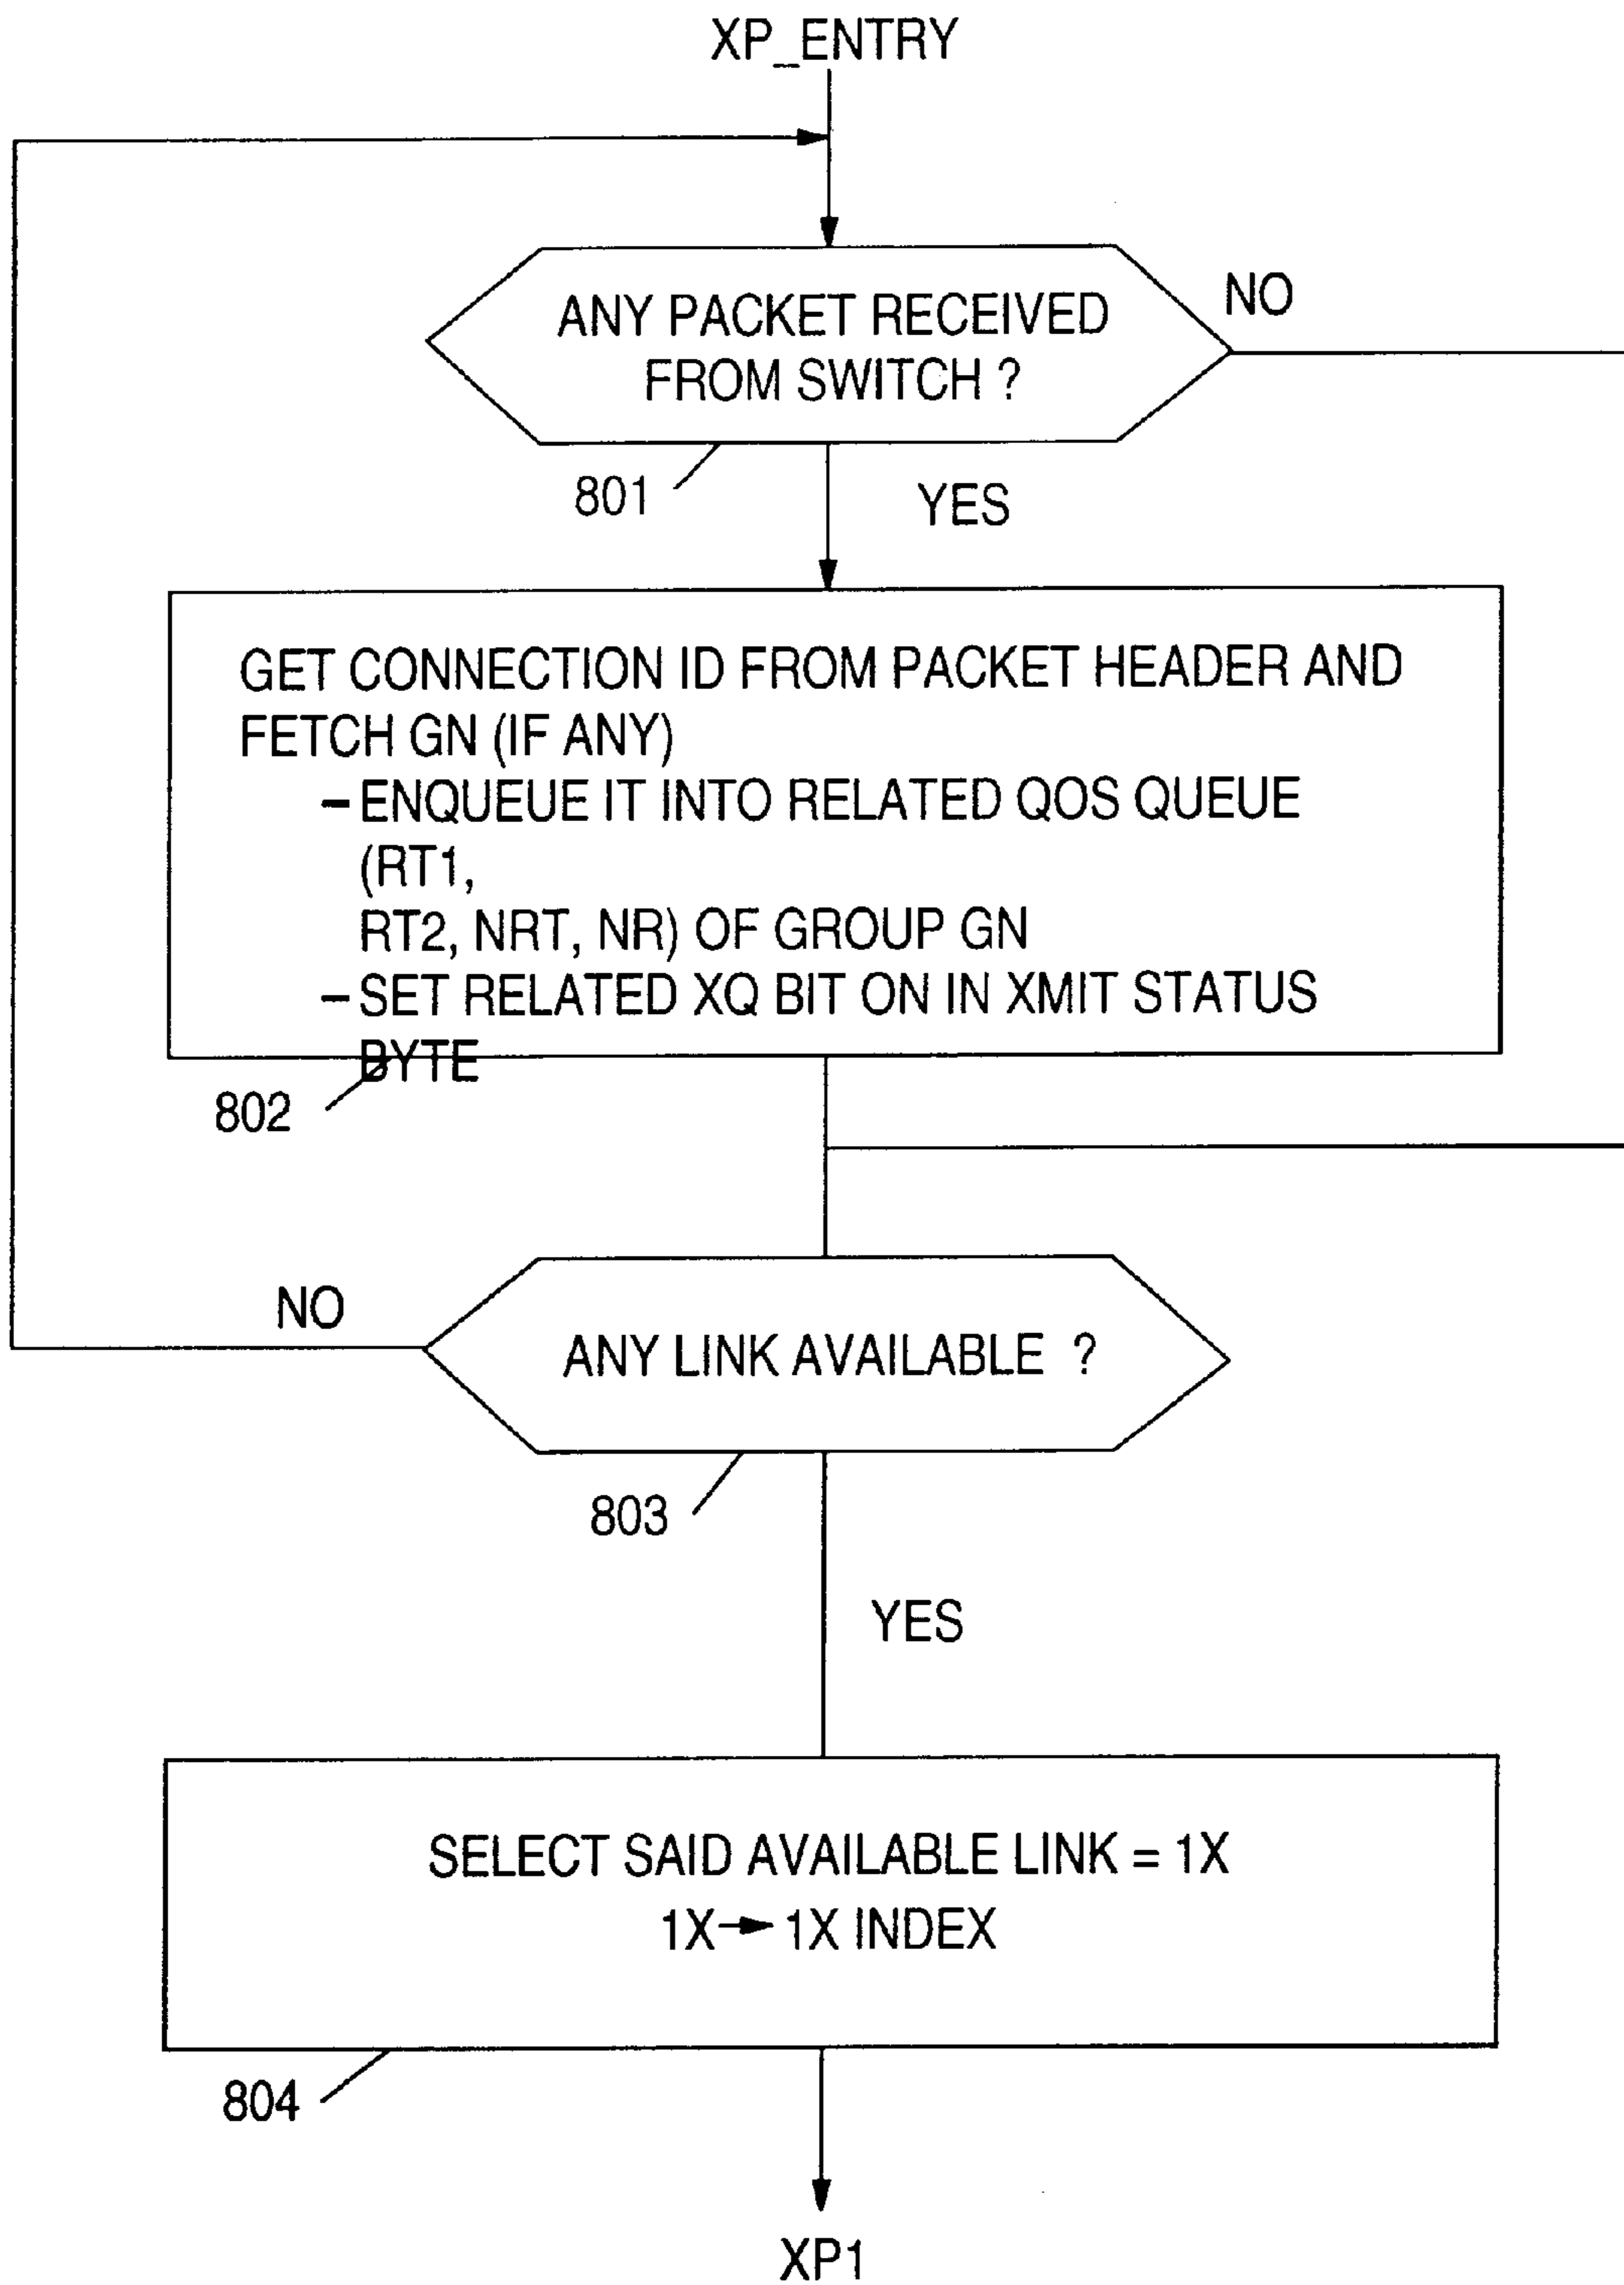 XP_ENTRY
ANY PACKET RECEIVED
FROM SWITCH ?
NO
801
YES
GET CONNECTION ID FROM PACKET HEADER AND
FETCH GN (IF ANY)
– ENQUEUE IT INTO RELATED QOS QUEUE
(RT1,
RT2, NRT, NR) OF GROUP GN
– SET RELATED XQ BIT ON IN XMIT STATUS
BYTE
802
NO
ANY LINK AVAILABLE ?
803
YES
SELECT SAID AVAILABLE LINK = 1X
1X→1X INDEX
804
XP1